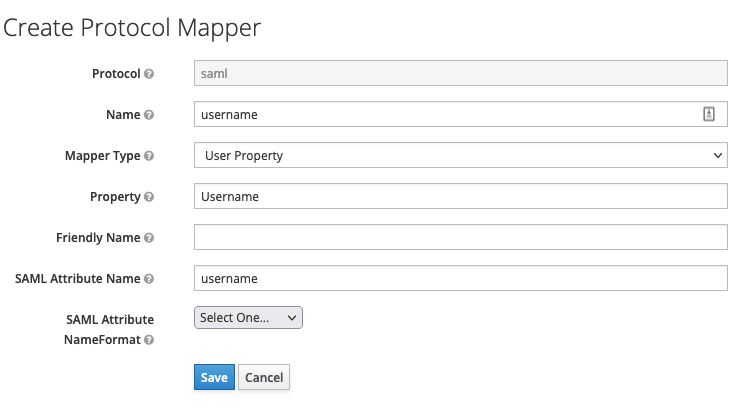 Create Protocol Mapper
Protocol
saml
Name
username
Mapper Type
User Property
Property
Username
Friendly Name
SAML Attribute Name
username
SAML Attribute
NameFormat
Select One...
Save Cancel